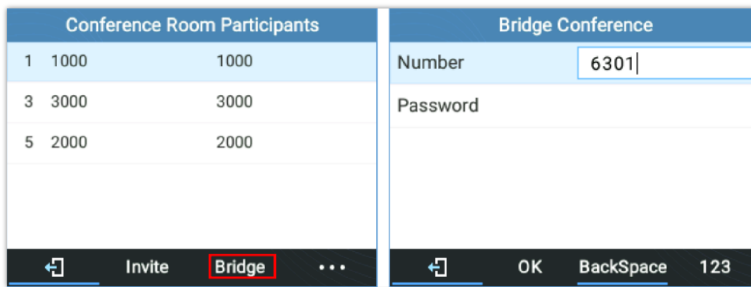 Conference Room Participants
1 1000 1000
3 3000 3000
5 2000 2000
Invite Bridge ...
Bridge Conference
Number 6301
Password
OK BackSpace 123